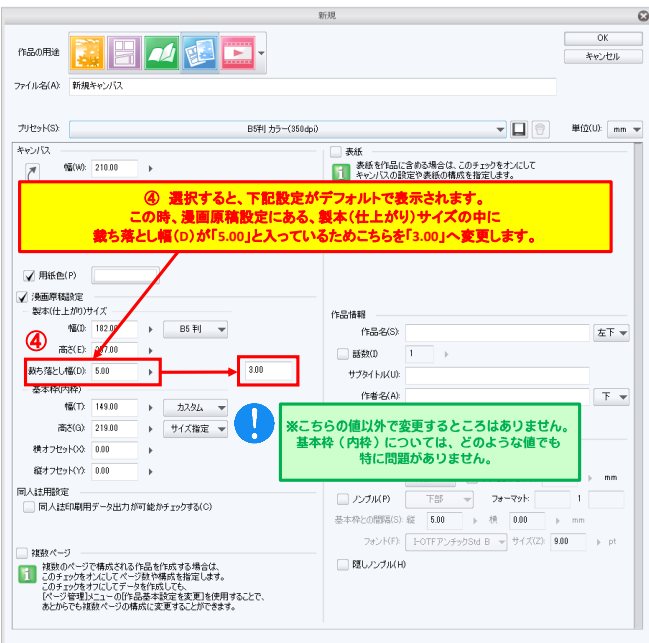 新規
作品の用途
OK
キャンセル
ファイル名(A): 新規キャンバス
プリセット(S): B5判 カラー(350dpi) 単位(U): mm
キャンバス
幅(W): 210.00
表紙
表紙を作品に含める場合は、このチェックをオンにして
キャンバスの設定や表紙の構成を指定します。
④ 選択すると、下記設定がデフォルトで表示されます。
この時、漫画原稿設定にある、製本(仕上がり)サイズの中に
裁ち落とし幅(D)が「5.00」と入っているためこちらを「3.00」へ変更します。
用紙色(P)
漫画原稿設定
製本(仕上がり)サイズ
幅(I): 182.00 B5 判
④
高さ(E): 257.00
裁ち落とし幅(D): 5.00
3.00
基本枠(内枠)
幅(T): 149.00 カスタム
高さ(G): 219.00 サイズ指定
横オフセット(X): 0.00
縦オフセット(Y): 0.00
作品情報
作品名(S): 左下
話数(I) 1
サブタイトル(U):
作者名(A): 下
※こちらの値以外で変更するところはありません。
基本枠（内枠）については、どのような値でも
特に問題がありません。
mm
同人誌用設定
同人誌印刷用データ出力が可能かチェックする(C)
ノンブル(P) 下部 フォーマット: 1
基本枠との間隔(S): 縦 5.00 横 0.00 mm
フォント(F): I-OTFアンチックStd B サイズ(Z): 9.00 pt
隠しノンブル(H)
複数ページ
複数のページで構成される作品を作成する場合は、
このチェックをオンにしてページ数や構成を指定します。
このチェックをオフにしてデータを作成しても、
[ページ管理]メニューの[作品基本設定を変更]を使用することで、
あとからでも複数ページの構成に変更することができます。